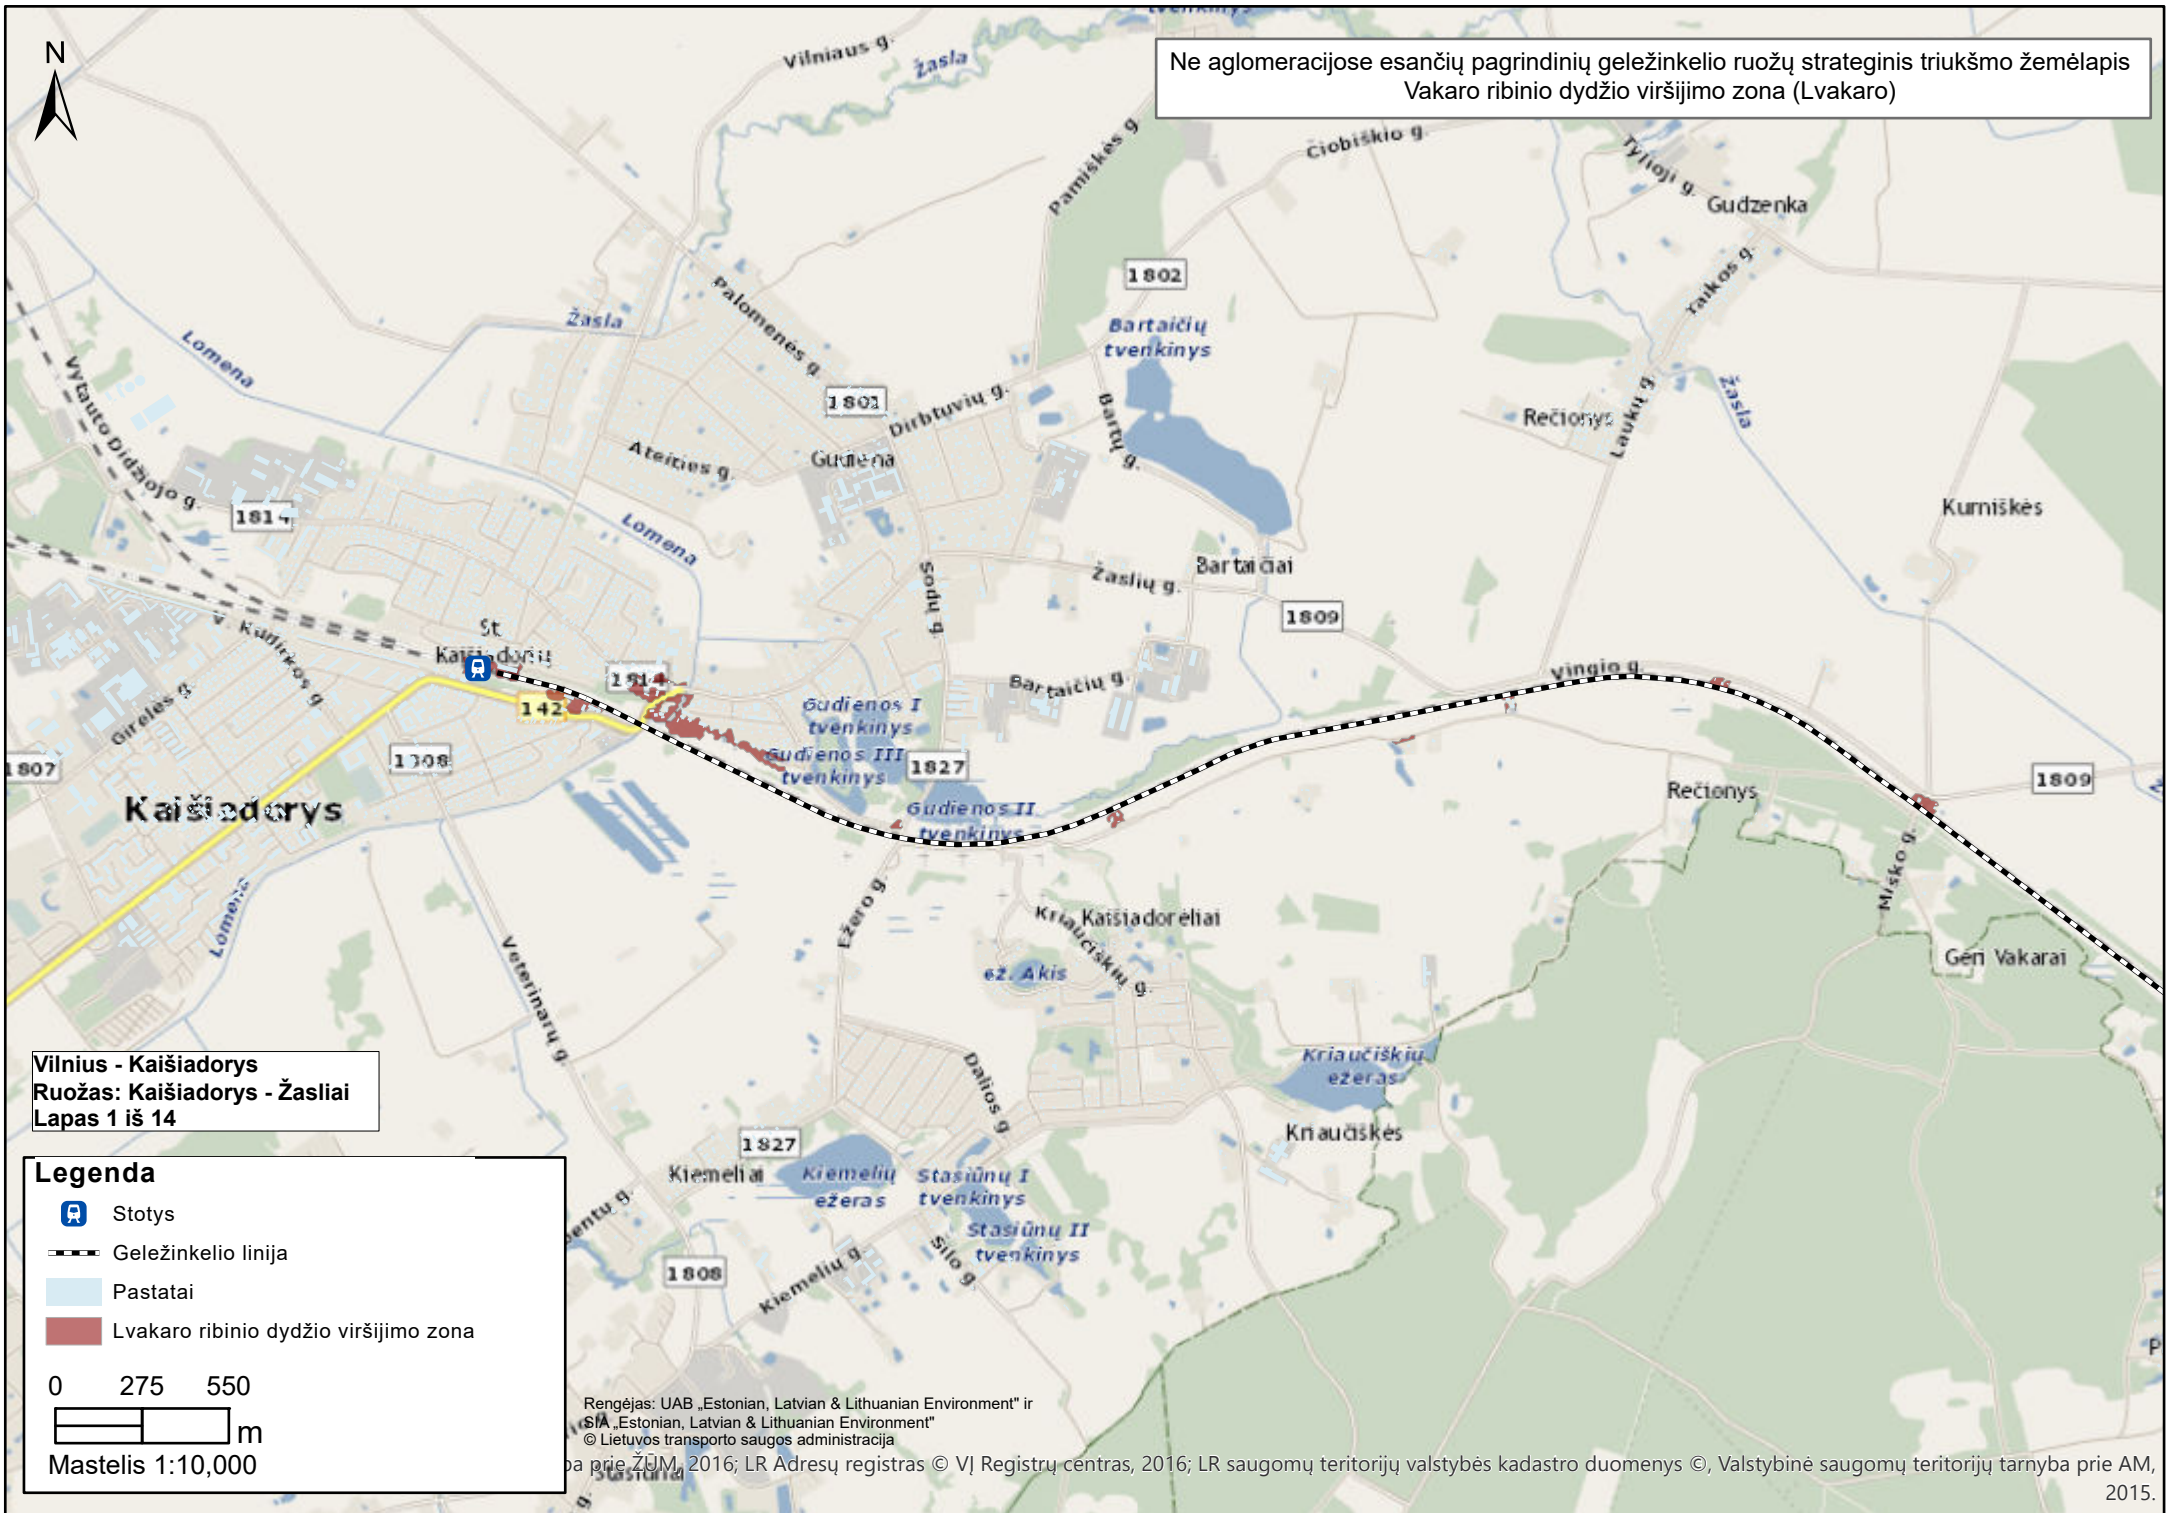 N
Ne aglomeracijose esančių pagrindinių geležinkelio ruožų strateginis triukšmo žemėlapis
Vakaro ribinio dydžio viršijimo zona (Lvakaro)
tvenkinys
Vilniaus g.
Žasla
Pamiškės g.
Čiobiškio g.
Tylioji g.
Gudzenka
Taikos g.
1802
Palomenės g.
Žasla
Lomena
Bartaičių
tvenkinys
Vytauto Didžiojo g.
1801
Dirbtuvių g.
Bartų g.
Rečionys
Laukų g.
Žasla
Ateities g.
Gudiena
1814
Lomena
Kurniškės
Sodų g.
Žaslių g.
Bartaičiai
1809
V. Kudirkos g.
St.
Kaišiadorių
1814
Vingio g.
Bartaičių g.
Girelės g.
142
Gudienos I
tvenkinys
Gudienos III
tvenkinys
1807
1308
1827
Rečionys
1809
Kaišiadorys
Gudienos II
tvenkinys
Miško g.
Lomena
Ežero g.
Kriaučiškių g.
Kaišiadorėliai
Veterinarų g.
ež. Akis
Geri Vakarai
Dalios g.
Kriaučiškių
ežeras
Kriaučiškės
Vilnius - Kaišiadorys
Ruožas: Kaišiadorys - Žasliai
Lapas 1 iš 14
1827
Kiemeliai
Kiemelių
ežeras
Stasiūnų I
tvenkinys
Stasiūnų II
tvenkinys
1808
Kiemelių g.
Šilo g.
Legenda
Stotys
Geležinkelio linija
Pastatai
Lvakaro ribinio dydžio viršijimo zona
0 275 550
m
Mastelis 1:10,000
Rengėjas: UAB „Estonian, Latvian & Lithuanian Environment" ir
SIA „Estonian, Latvian & Lithuanian Environment"
© Lietuvos transporto saugos administracija
Stasiūnai
prie ŽŪM, 2016; LR Adresų registras © VĮ Registrų centras, 2016; LR saugomų teritorijų valstybės kadastro duomenys ©, Valstybinė saugomų teritorijų tarnyba prie AM,
2015.